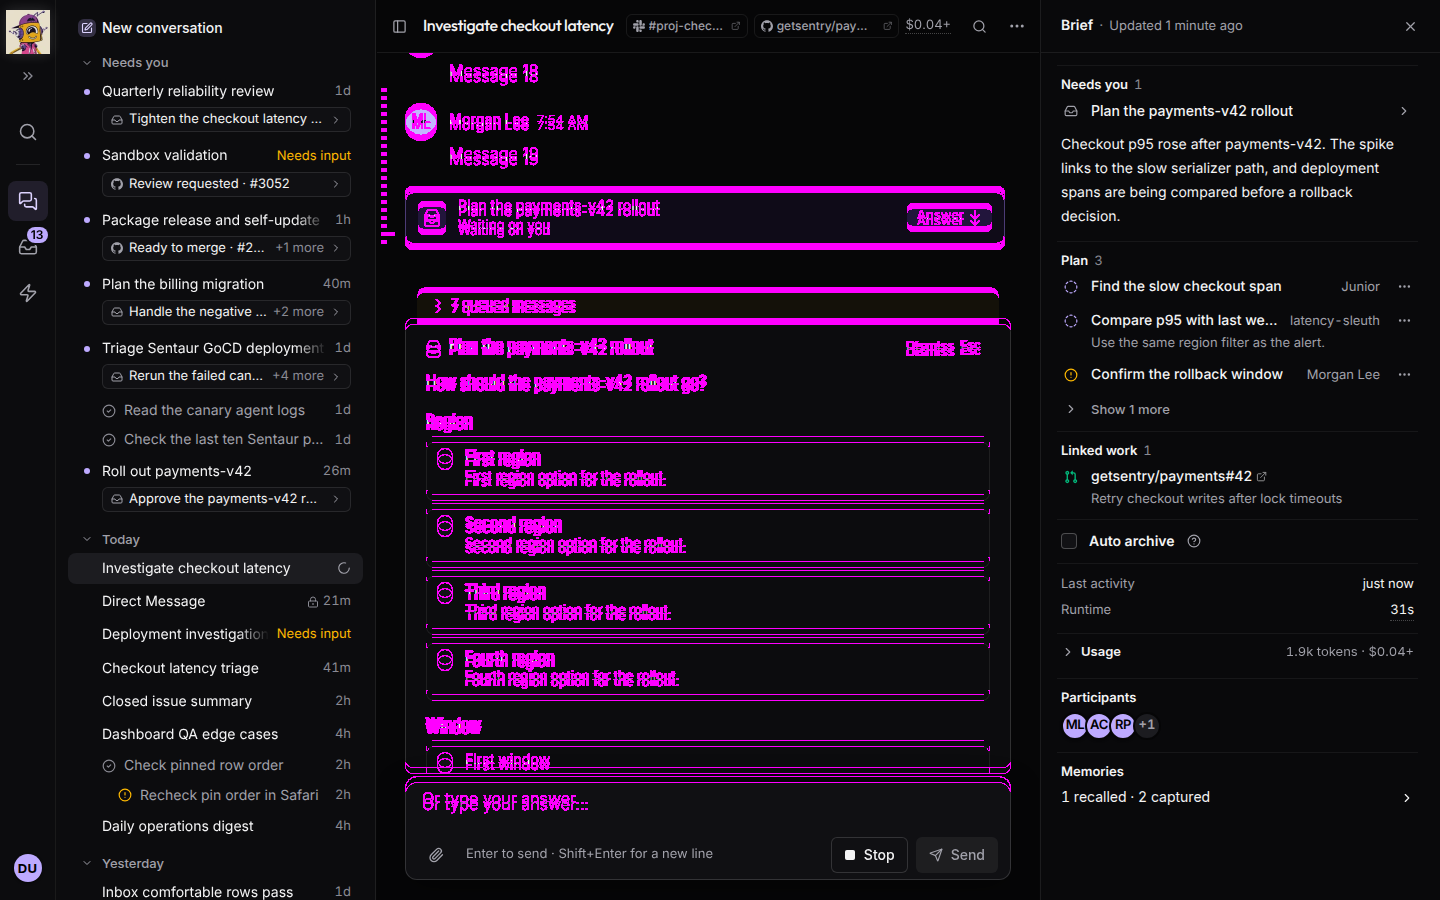 New conversation
Needs you
Quarterly reliability review 1d
Tighten the checkout latency ...
Sandbox validation Needs input
Review requested · #3052
Package release and self-update 1h
Ready to merge · #2... +1 more
Plan the billing migration 40m
Handle the negative ... +2 more
Triage Sentaur GoCD deployment 1d
Rerun the failed can... +4 more
Read the canary agent logs 1d
Check the last ten Sentaur p... 1d
Roll out payments-v42 26m
Approve the payments-v42 r...
Today
Investigate checkout latency
Direct Message 21m
Deployment investigation Needs input
Checkout latency triage 41m
Closed issue summary 2h
Dashboard QA edge cases 4h
Check pinned row order 2h
Recheck pin order in Safari 2h
Daily operations digest 4h
Yesterday
Inbox comfortable rows pass 1d
13
DU
Investigate checkout latency #proj-chec... getsentry/pay... $0.04+
Message 18
ML Morgan Lee 7:54 AM
Message 19
Plan the payments-v42 rollout
Waiting on you
Answer
7 queued messages
Plan the payments-v42 rollout Dismiss Esc
How should the payments-v42 rollout go?
Region
First region
First region option for the rollout.
Second region
Second region option for the rollout.
Third region
Third region option for the rollout.
Fourth region
Fourth region option for the rollout.
Window
First window
Or type your answer...
Enter to send · Shift+Enter for a new line
Stop
Send
Brief · Updated 1 minute ago
Needs you 1
Plan the payments-v42 rollout
Checkout p95 rose after payments-v42. The spike
links to the slow serializer path, and deployment
spans are being compared before a rollback
decision.
Plan 3
Find the slow checkout span Junior
Compare p95 with last we... latency-sleuth
Use the same region filter as the alert.
Confirm the rollback window Morgan Lee
Show 1 more
Linked work 1
getsentry/payments#42
Retry checkout writes after lock timeouts
Auto archive
Last activity just now
Runtime 31s
Usage 1.9k tokens · $0.04+
Participants
ML AC RP +1
Memories
1 recalled · 2 captured